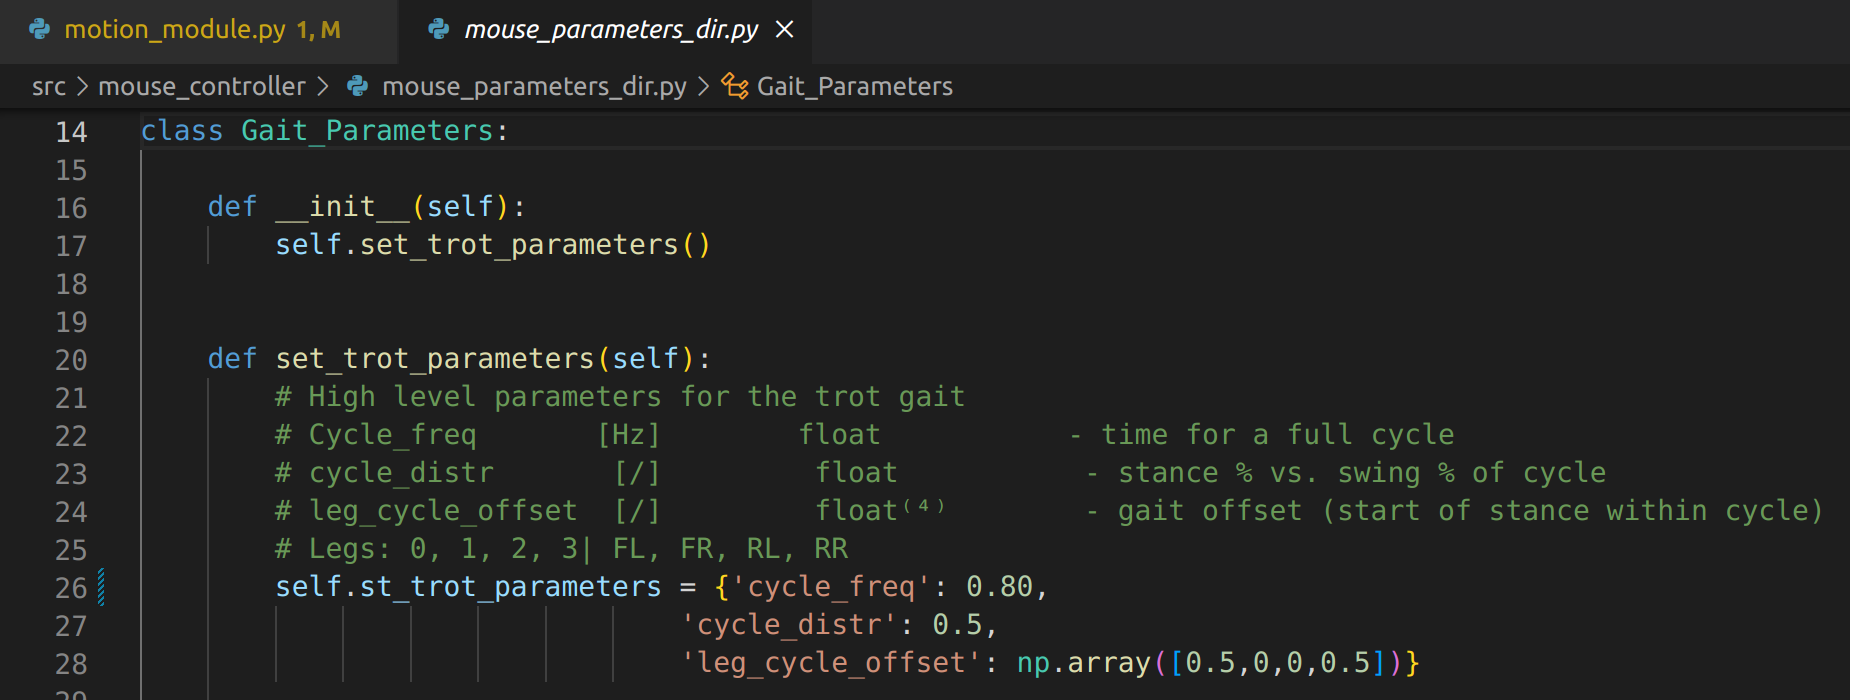 motion_module.py 1, M mouse_parameters_dir.py ×
src > mouse_controller > mouse_parameters_dir.py > Gait_Parameters
14 class Gait_Parameters:
15
16 def __init__(self):
17 self.set_trot_parameters()
18
19
20 def set_trot_parameters(self):
21 # High level parameters for the trot gait
22 # Cycle_freq [Hz] float - time for a full cycle
23 # cycle_distr [/] float - stance % vs. swing % of cycle
24 # leg_cycle_offset [/] float⁽⁴⁾ - gait offset (start of stance within cycle)
25 # Legs: 0, 1, 2, 3| FL, FR, RL, RR
26 self.st_trot_parameters = {'cycle_freq': 0.80,
27 'cycle_distr': 0.5,
28 'leg_cycle_offset': np.array([0.5,0,0,0.5])}
29